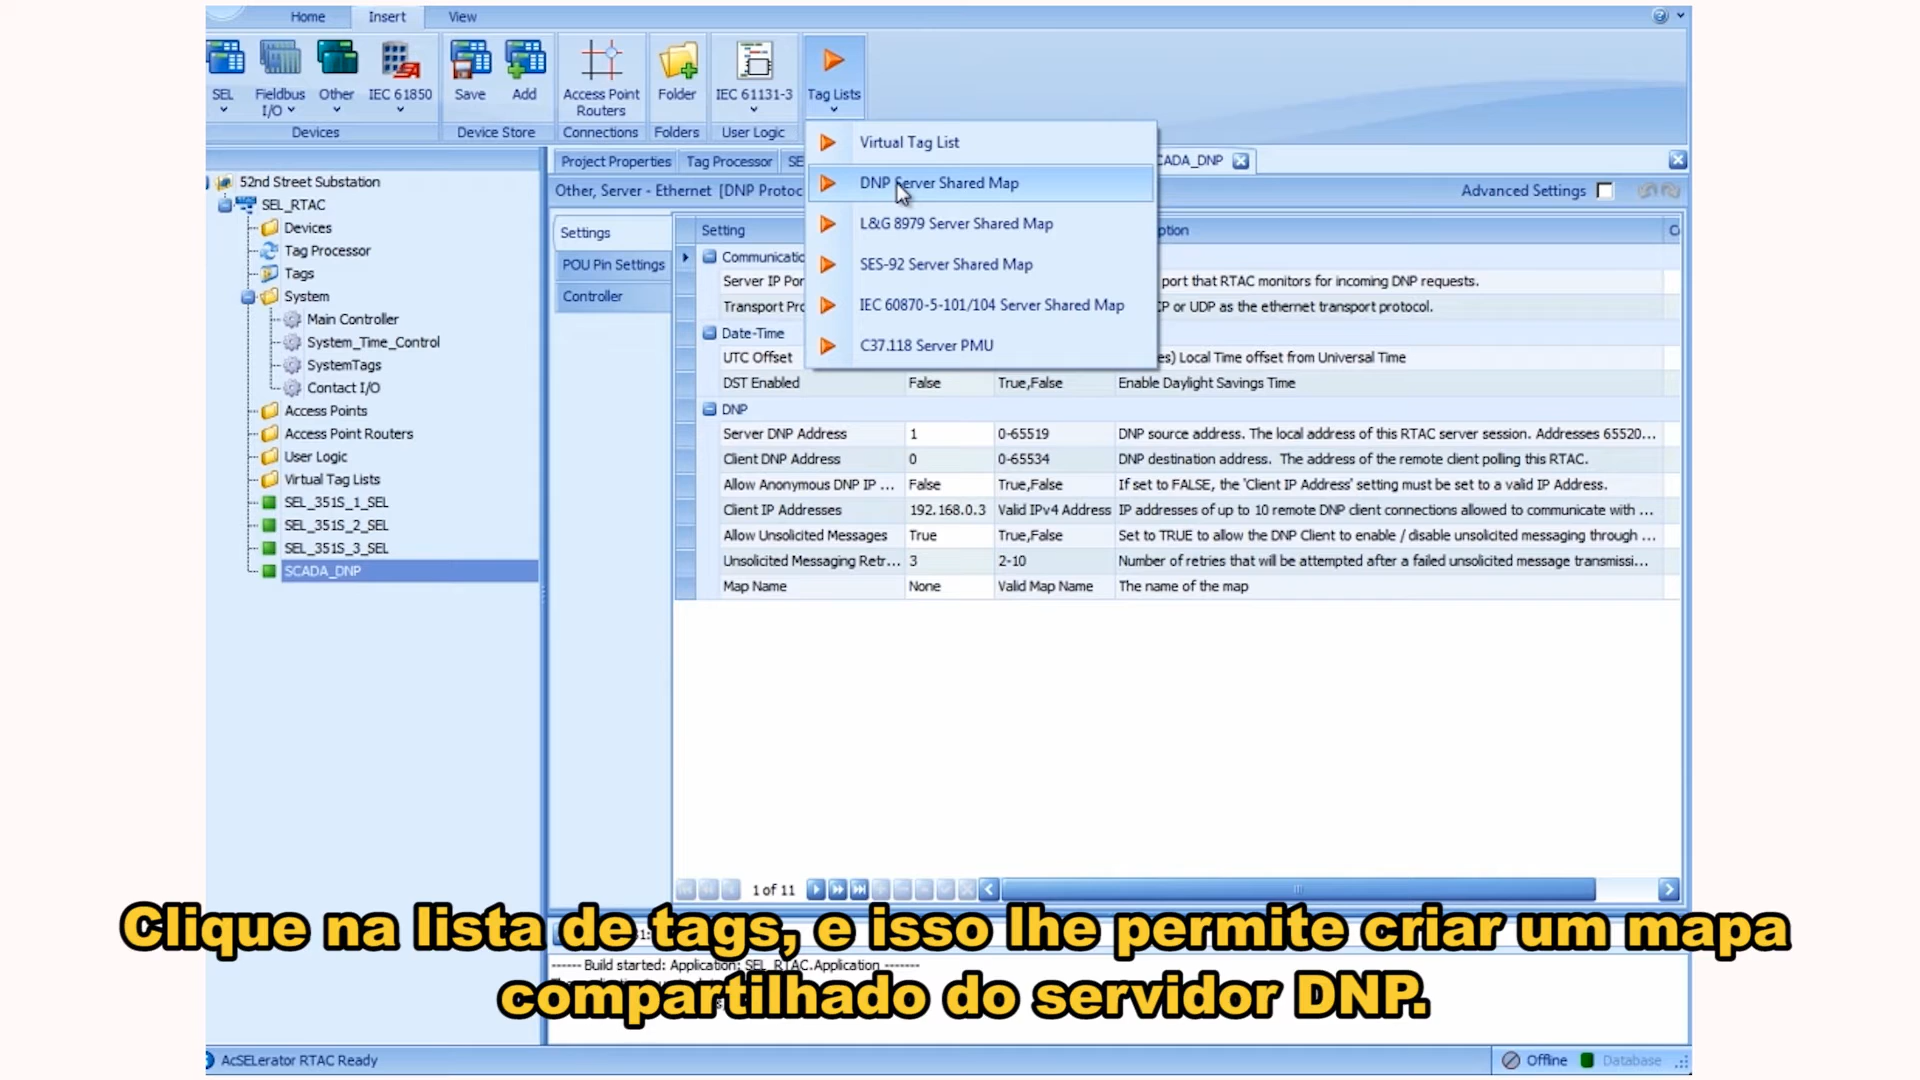 Home Insert View
SEL Fieldbus I/O Other IEC 61850 Save Add Access Point Routers Folder IEC 61131-3 Tag Lists
Devices Device Store Connections Folders User Logic
Virtual Tag List
DNP Server Shared Map
L&G 8979 Server Shared Map
SES-92 Server Shared Map
IEC 60870-5-101/104 Server Shared Map
C37.118 Server PMU
52nd Street Substation
SEL_RTAC
Devices
Tag Processor
Tags
System
Main Controller
System_Time_Control
SystemTags
Contact I/O
Access Points
Access Point Routers
User Logic
Virtual Tag Lists
SEL_351S_1_SEL
SEL_351S_2_SEL
SEL_351S_3_SEL
SCADA_DNP
Project Properties Tag Processor SE CADA_DNP
Other, Server - Ethernet [DNP Protoc Advanced Settings
Settings
POU Pin Settings
Controller
Setting ption C
Communicatio
Server IP Por port that RTAC monitors for incoming DNP requests.
Transport Pro CP or UDP as the ethernet transport protocol.
Date-Time
UTC Offset es) Local Time offset from Universal Time
DST Enabled False True,False Enable Daylight Savings Time
DNP
Server DNP Address 1 0-65519 DNP source address. The local address of this RTAC server session. Addresses 65520...
Client DNP Address 0 0-65534 DNP destination address. The address of the remote client polling this RTAC.
Allow Anonymous DNP IP ... False True,False If set to FALSE, the 'Client IP Address' setting must be set to a valid IP Address.
Client IP Addresses 192.168.0.3 Valid IPv4 Address IP addresses of up to 10 remote DNP client connections allowed to communicate with ...
Allow Unsolicited Messages True True,False Set to TRUE to allow the DNP Client to enable / disable unsolicited messaging through ...
Unsolicited Messaging Retr... 3 2-10 Number of retries that will be attempted after a failed unsolicited message transmissi...
Map Name None Valid Map Name The name of the map
1 of 11
Clique na lista de tags, e isso lhe permite criar um mapa
------ Build started: Application: SEL_RTAC.Application -------
compartilhado do servidor DNP.
AcSELerator RTAC Ready Offline Database